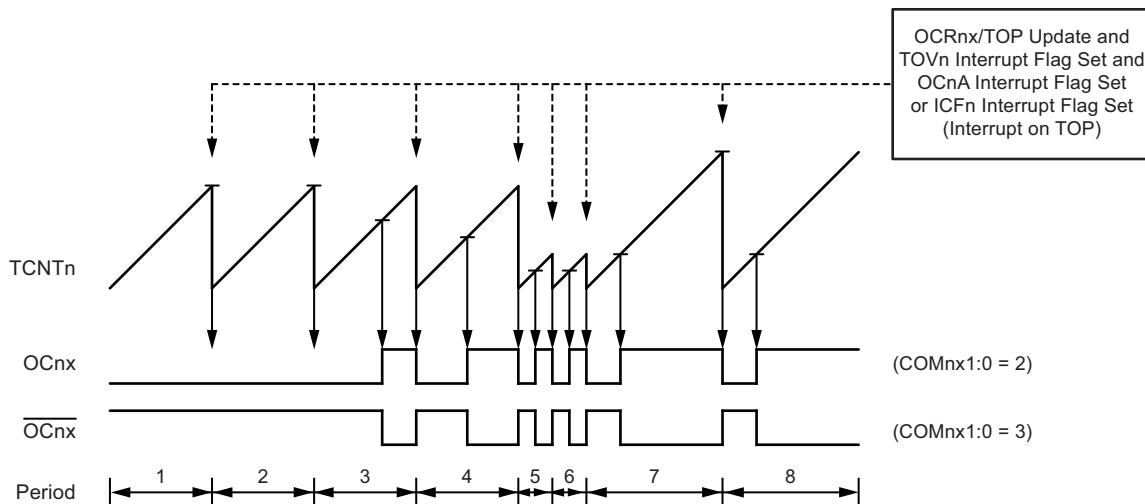 OCRnx/TOP Update and
TOVn Interrupt Flag Set and
OCnA Interrupt Flag Set
or ICFn Interrupt Flag Set
(Interrupt on TOP)
TCNTn
OCnx
(COMnx1:0 = 2)
OCnx
(COMnx1:0 = 3)
Period
1
2
3
4
5
6
7
8